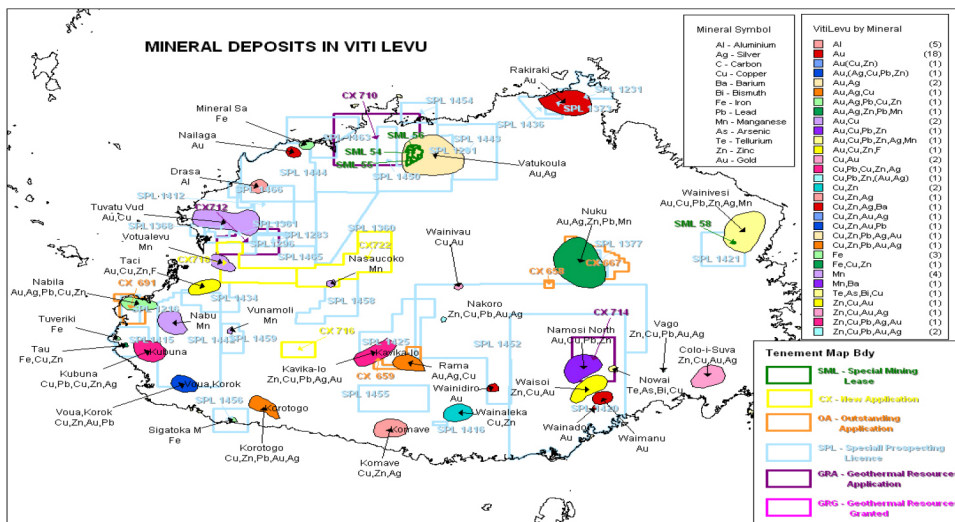 MINERAL DEPOSITS IN VITI LEVU
Mineral Symbol
Al - Aluminium
Ag - Silver
C - Carbon
Cu - Copper
Ba - Barium
Bi - Bismuth
Fe - Iron
Pb - Lead
Mn - Manganese
As - Arsenic
Te - Tellurium
Zn - Zinc
Au - Gold
VitiLevu by Mineral
Al (5)
Au (18)
Au(Cu,Zn) (1)
Au,(Ag,Cu,Pb,Zn) (1)
Au,Ag (2)
Au,Ag,Cu (1)
Au,Ag,Pb,Cu,Zn (1)
Au,Ag,Zn,Pb,Mn (1)
Au,Cu (2)
Au,Cu,Pb,Zn (1)
Au,Cu,Pb,Zn,Ag,Mn (1)
Au,Cu,Zn,F (1)
Cu,Au (2)
Cu,Pb,Cu,Zn,Ag (1)
Cu,Pb,Zn,(Au,Ag) (1)
Cu,Zn (2)
Cu,Zn,Ag (1)
Cu,Zn,Ag,Ba (1)
Cu,Zn,Au,Ag (1)
Cu,Zn,Au,Pb (1)
Cu,Zn,Pb,Ag,Au (1)
Cu,Zn,Pb,Au,Ag (1)
Fe (3)
Fe,Cu,Zn (1)
Mn (4)
Mn,Ba (1)
Te,As,Bi,Cu (1)
Zn,Cu,Au (1)
Zn,Cu,Au,Ag (1)
Zn,Cu,Pb,Ag,Au (1)
Zn,Cu,Pb,Au,Ag (2)
Tenement Map Bdy
SML - Special Mining
Lease
CX - New Application
OA - Outstanding
Application
SPL - Speciall Prospecting
Licence
GRA - Geothermal Resources
Application
GRG - Geothermal Resources
Granted
Rakiraki
Au
SPL 1231
SPL 1373
SPL 1436
SPL 1454
CX 710
Mineral Sa
Fe
SML 56
SPL 1463
SPL 1443
Nailaga
Au
SML 54
SPL 1291
SML 55
SPL 1444
SPL 1450
Vatukoula
Au,Ag
Drasa
Al
SPL 1466
SPL 1412
Tuvatu Vud
Au,Cu
CX712
SPL 1368
SPL 1361
SPL 1283
SPL 1296
SPL 1360
CX722
Votualevu
Mn
SPL 1465
Wainivesi
Au,Cu,Pb,Zn,Ag,Mn
SML 58
SPL 1421
Nuku
Au,Ag,Zn,Pb,Mn
SPL 1377
CX 667
CX 658
Wainivau
Cu,Au
Nasaucoko
Mn
Taci
Au,Cu,Zn,F
CX 691
Nabila
Au,Ag,Pb,Cu,Zn
SPL 1216
SPL 1434
SPL 1458
Nabu
Mn
Vunamoli
Mn
Nakoro
Zn,Cu,Pb,Au,Ag
Tuveriki
Fe
SPL 1415
SPL 1459
CX 716
SPL 1425
SPL 1452
CX 714
Namosi North
Au,Cu,Pb,Zn
Vago
Zn,Cu,Pb,Au,Ag
Colo-i-Suva
Zn,Cu,Au,Ag
Tau
Fe,Cu,Zn
Kubuna
Kubuna
Cu,Pb,Cu,Zn,Ag
Kavika-Io
Kavika-Io
Zn,Cu,Pb,Ag,Au
CX 659
Rama
Au,Ag,Cu
Waisoi
Zn,Cu,Au
Nowai
Te,As,Bi,Cu
Voua,Korok
Voua,Korok
Cu,Zn,Au,Pb
SPL 1456
SPL 1455
Wainidiro
Au
SPL 1420
Sigatoka M
Fe
Korotogo
Korotogo
Cu,Zn,Pb,Au,Ag
Komave
Komave
Cu,Zn,Ag
SPL 1416
Wainaleka
Cu,Zn
Wainadoi
Au
Waimanu
Au